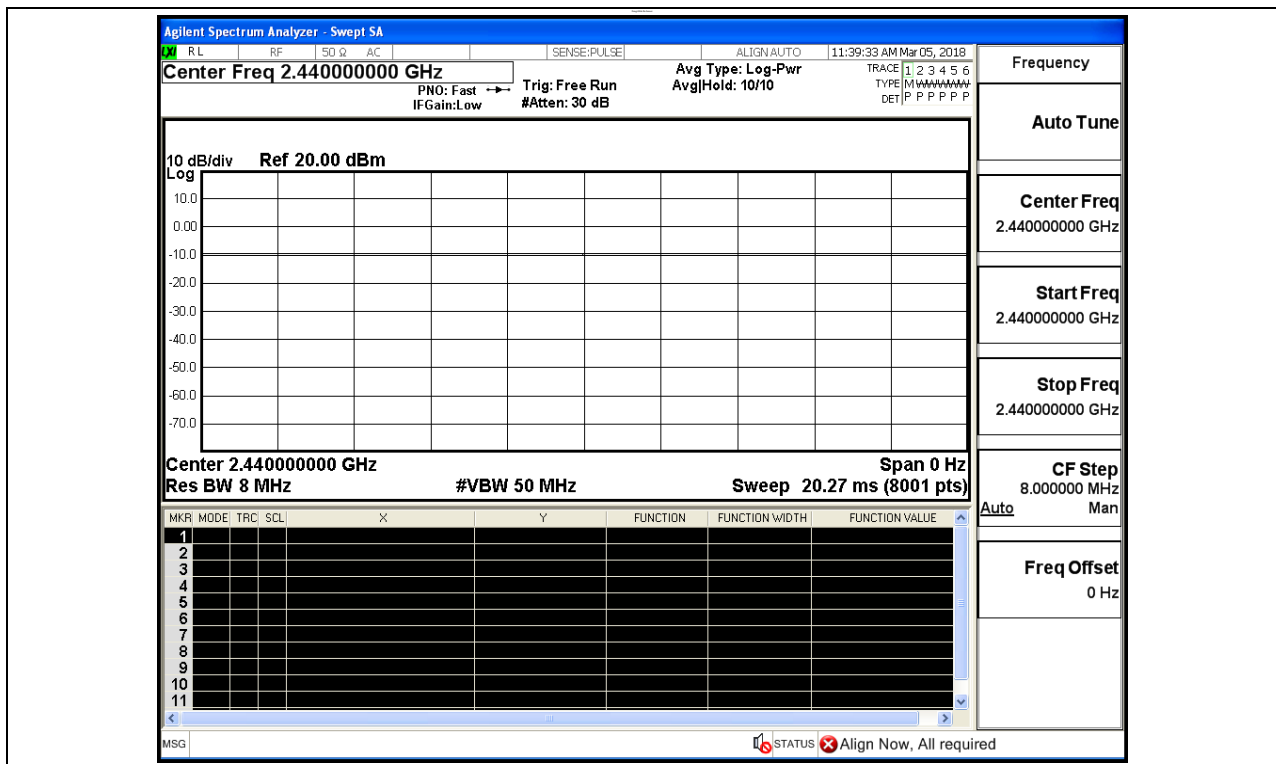 Agilent Spectrum Analyzer - Swept SA
LXI RL RF 50 Ω AC SENSE:PULSE ALIGN AUTO 11:39:33 AM Mar 05, 2018
Center Freq 2.440000000 GHz
PNO: Fast
IFGain:Low
Trig: Free Run
#Atten: 30 dB
Avg Type: Log-Pwr
Avg|Hold: 10/10
TRACE 1 2 3 4 5 6
TYPE M WWWWW
DET P P P P P P
10 dB/div Ref 20.00 dBm
Log
10.0
0.00
-10.0
-20.0
-30.0
-40.0
-50.0
-60.0
-70.0
Center 2.440000000 GHz Span 0 Hz
Res BW 8 MHz #VBW 50 MHz Sweep 20.27 ms (8001 pts)
MKR MODE TRC SCL X Y FUNCTION FUNCTION WIDTH FUNCTION VALUE
1
2
3
4
5
6
7
8
9
10
11
MSG STATUS Align Now, All required
Frequency
Auto Tune
Center Freq
2.440000000 GHz
Start Freq
2.440000000 GHz
Stop Freq
2.440000000 GHz
CF Step
8.000000 MHz
Auto Man
Freq Offset
0 Hz